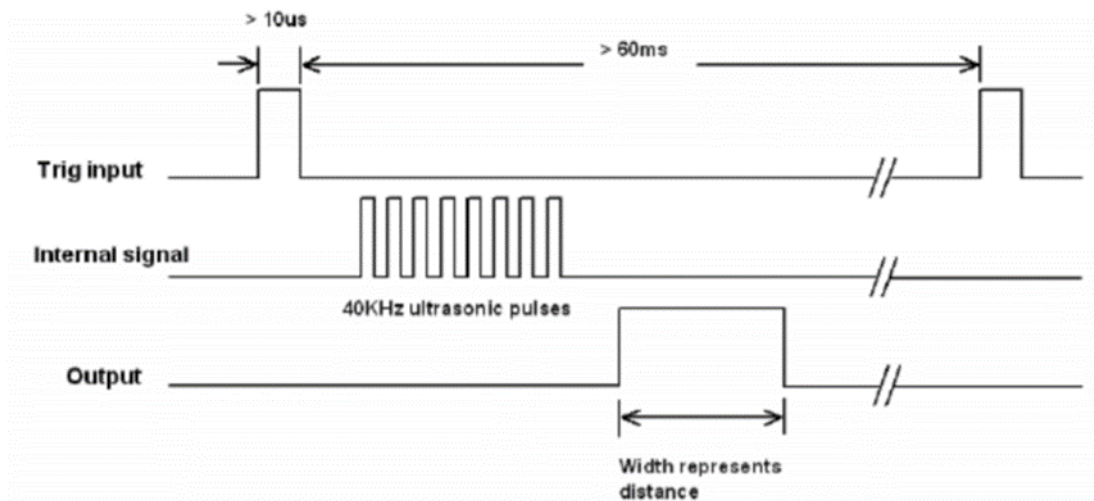 > 10us
> 60ms
Trig input
Internal signal
40KHz ultrasonic pulses
Output
Width represents
distance